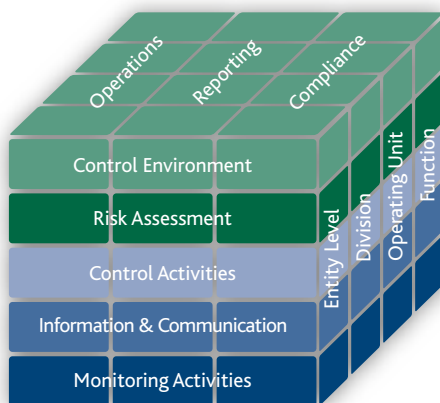 Operations
Reporting
Compliance
Control Environment
Risk Assessment
Control Activities
Information & Communication
Monitoring Activities
Entity Level
Division
Operating Unit
Function